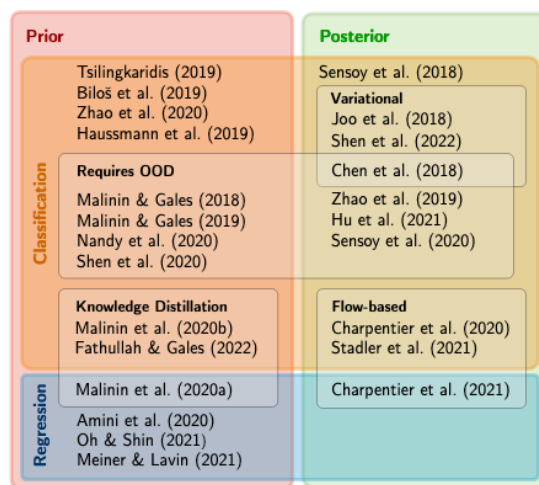 Prior
Posterior
Classification
Tsilingkaridis (2019)
Biloš et al. (2019)
Zhao et al. (2020)
Haussmann et al. (2019)
Sensoy et al. (2018)
Variational
Joo et al. (2018)
Shen et al. (2022)
Chen et al. (2018)
Requires OOD
Malinin & Gales (2018)
Malinin & Gales (2019)
Nandy et al. (2020)
Shen et al. (2020)
Zhao et al. (2019)
Hu et al. (2021)
Sensoy et al. (2020)
Knowledge Distillation
Malinin et al. (2020b)
Fathullah & Gales (2022)
Flow-based
Charpentier et al. (2020)
Stadler et al. (2021)
Regression
Malinin et al. (2020a)
Charpentier et al. (2021)
Amini et al. (2020)
Oh & Shin (2021)
Meiner & Lavin (2021)